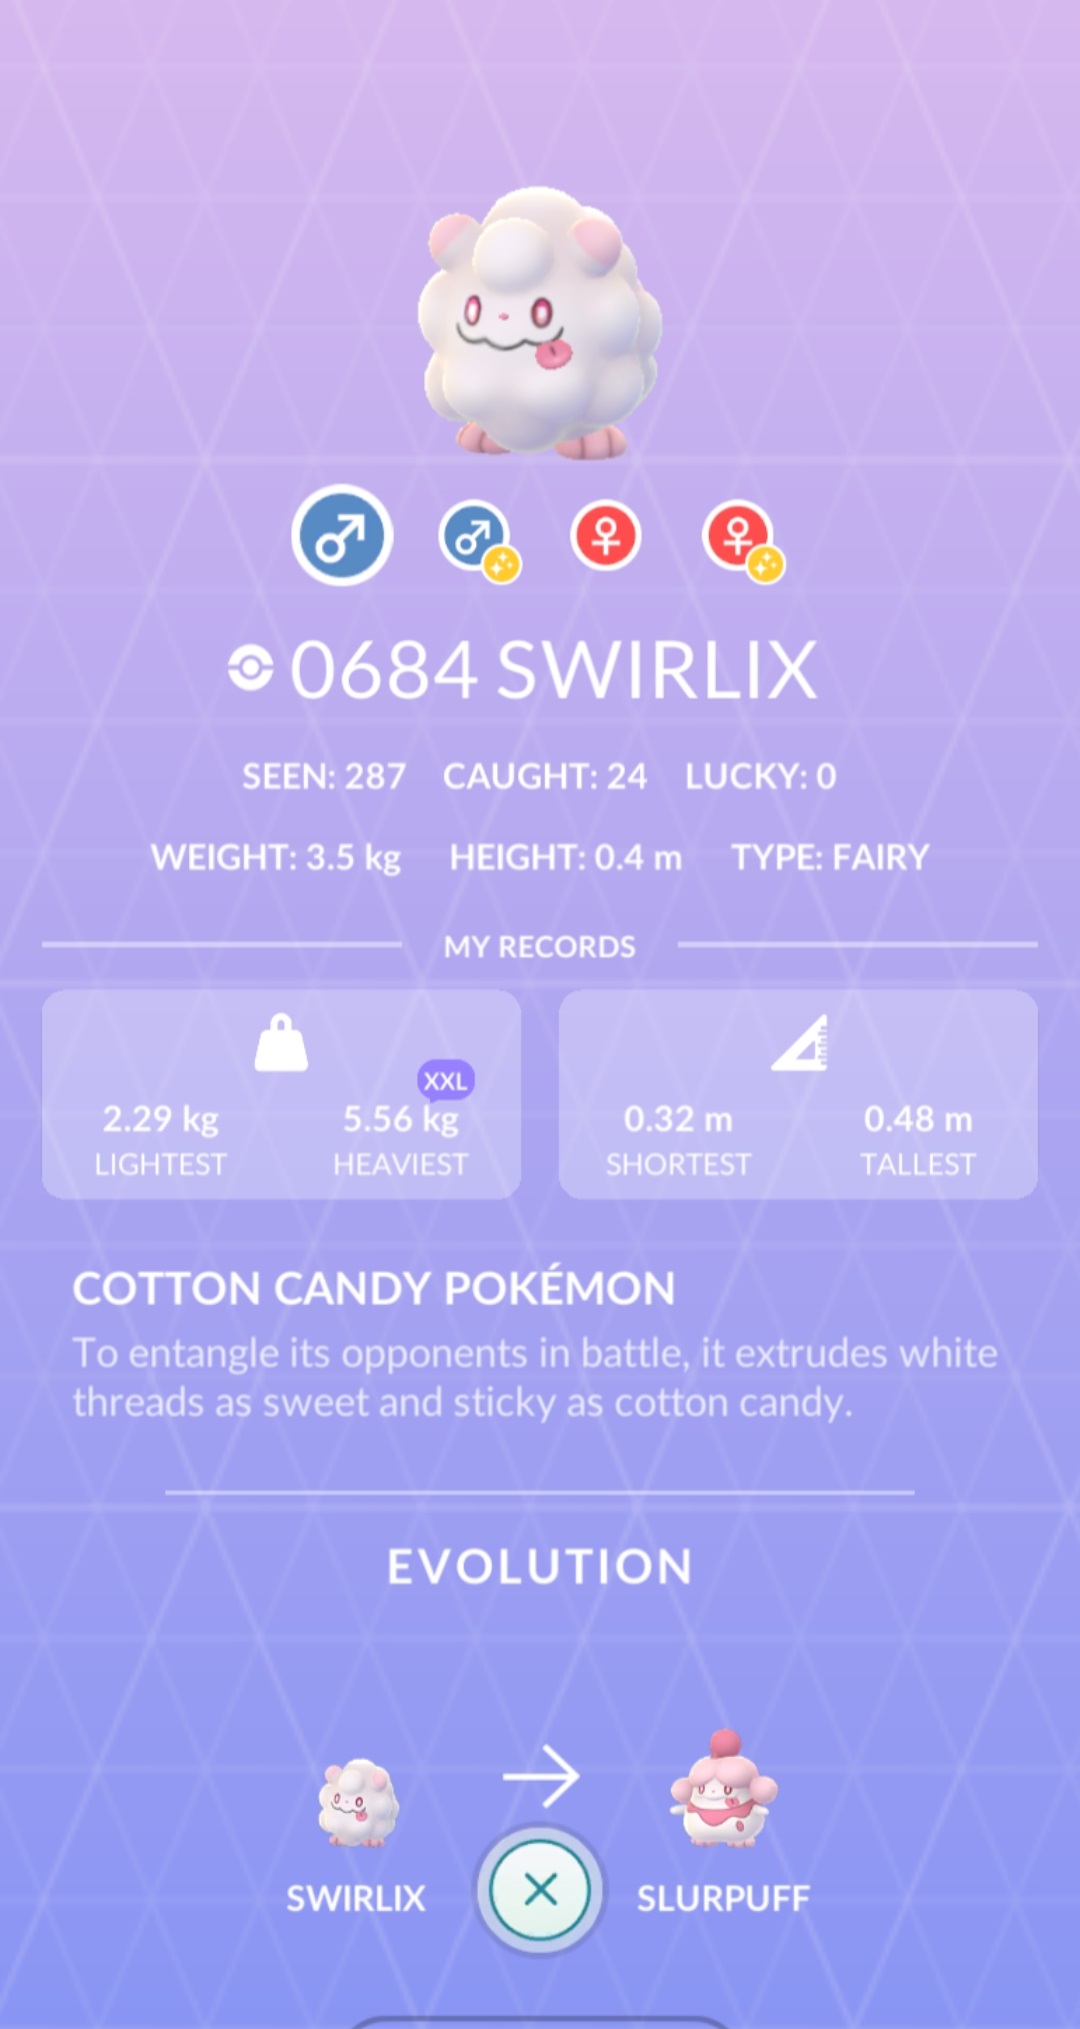 0684 SWIRLIX
SEEN: 287 CAUGHT: 24 LUCKY: 0
WEIGHT: 3.5 kg HEIGHT: 0.4 m TYPE: FAIRY
MY RECORDS
XXL
2.29 kg 5.56 kg 0.32 m 0.48 m
LIGHTEST HEAVIEST SHORTEST TALLEST
COTTON CANDY POKÉMON
To entangle its opponents in battle, it extrudes white
threads as sweet and sticky as cotton candy.
EVOLUTION
SWIRLIX SLURPUFF